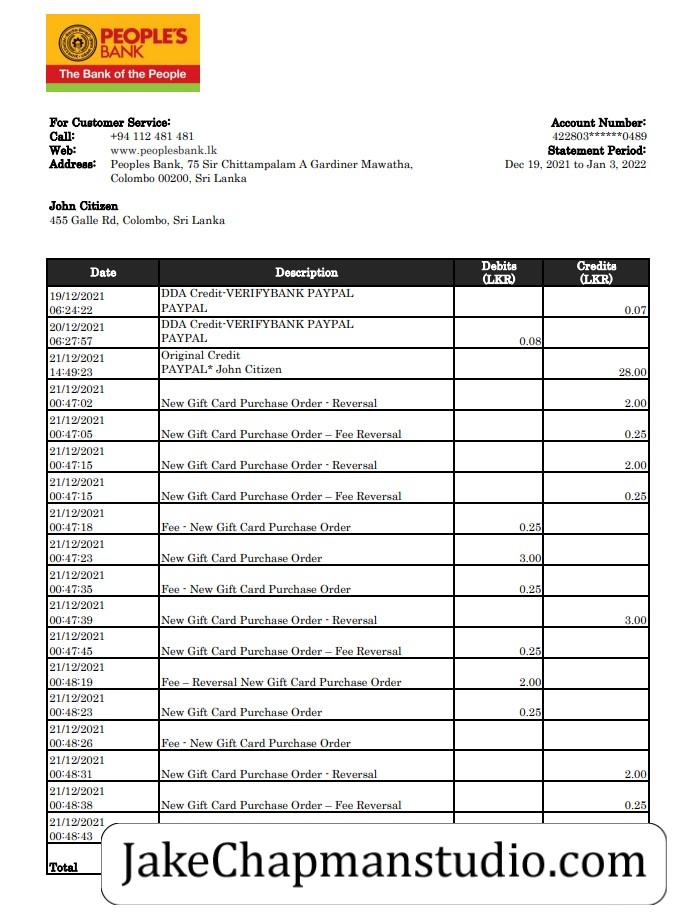 PEOPLE'S
BANK
The Bank of the People
For Customer Service:
Call: +94 112 481 481
Web: www.peoplesbank.lk
Address: Peoples Bank, 75 Sir Chittampalam A Gardiner Mawatha,
Colombo 00200, Sri Lanka
Account Number:
422803******0489
Statement Period:
Dec 19, 2021 to Jan 3, 2022
John Citizen
455 Galle Rd, Colombo, Sri Lanka
Date Description Debits (LKR) Credits (LKR)
19/12/2021 DDA Credit-VERIFYBANK PAYPAL
06:24:22 PAYPAL 0.07
20/12/2021 DDA Credit-VERIFYBANK PAYPAL
06:27:57 PAYPAL 0.08
21/12/2021 Original Credit
14:49:23 PAYPAL* John Citizen 28.00
21/12/2021
00:47:02 New Gift Card Purchase Order - Reversal 2.00
21/12/2021
00:47:05 New Gift Card Purchase Order – Fee Reversal 0.25
21/12/2021
00:47:15 New Gift Card Purchase Order - Reversal 2.00
21/12/2021
00:47:15 New Gift Card Purchase Order – Fee Reversal 0.25
21/12/2021
00:47:18 Fee - New Gift Card Purchase Order 0.25
21/12/2021
00:47:23 New Gift Card Purchase Order 3.00
21/12/2021
00:47:35 Fee - New Gift Card Purchase Order 0.25
21/12/2021
00:47:39 New Gift Card Purchase Order - Reversal 3.00
21/12/2021
00:47:45 New Gift Card Purchase Order – Fee Reversal 0.25
21/12/2021
00:48:19 Fee – Reversal New Gift Card Purchase Order 2.00
21/12/2021
00:48:23 New Gift Card Purchase Order 0.25
21/12/2021
00:48:26 Fee - New Gift Card Purchase Order
21/12/2021
00:48:31 New Gift Card Purchase Order - Reversal 2.00
21/12/2021
00:48:38 New Gift Card Purchase Order – Fee Reversal 0.25
21/12/2021
00:48:43
Total
JakeChapmanstudio.com